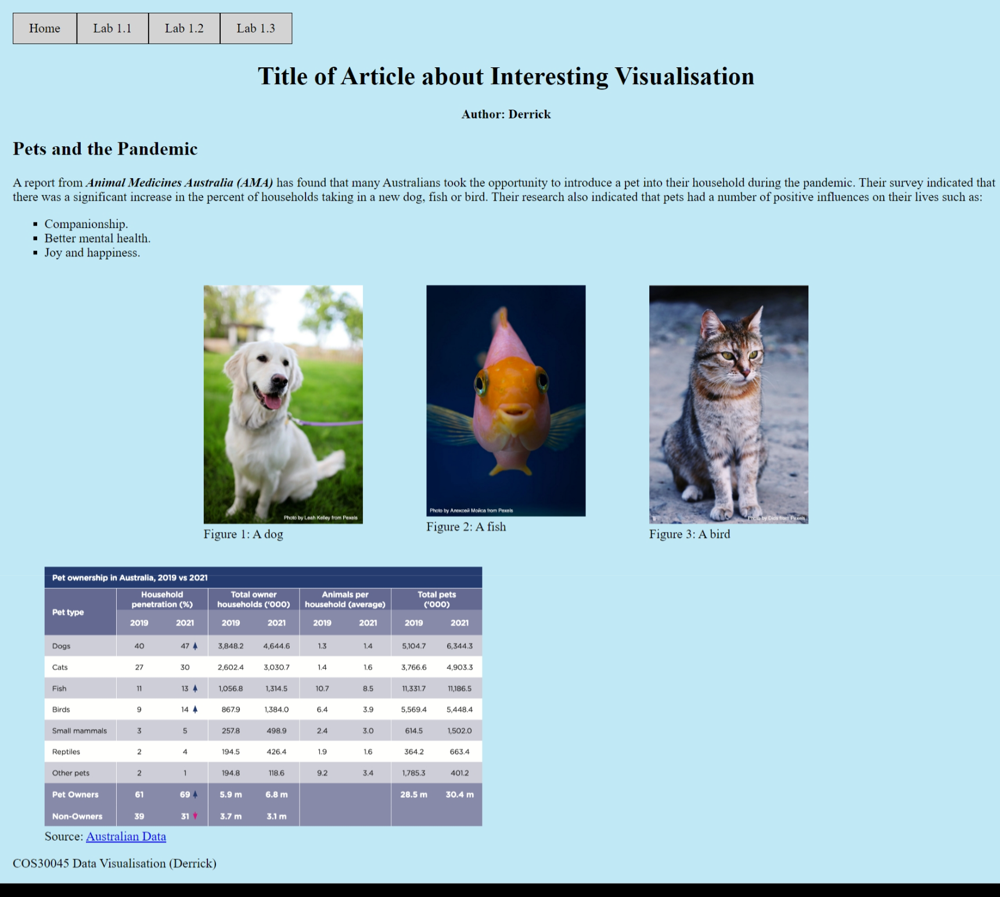 Home Lab 1.1 Lab 1.2 Lab 1.3
Title of Article about Interesting Visualisation
Author: Derrick
Pets and the Pandemic
A report from Animal Medicines Australia (AMA) has found that many Australians took the opportunity to introduce a pet into their household during the pandemic. Their survey indicated that
there was a significant increase in the percent of households taking in a new dog, fish or bird. Their research also indicated that pets had a number of positive influences on their lives such as:
Companionship.
Better mental health.
Joy and happiness.
Photo by Leah Kelley from Pexels
Figure 1: A dog
Photo by Алексей Мойса from Pexels
Figure 2: A fish
Photo by Dids from Pexels
Figure 3: A bird
Pet ownership in Australia, 2019 vs 2021
Pet type Household penetration (%) Total owner households ('000) Animals per household (average) Total pets ('000)
2019 2021 2019 2021 2019 2021 2019 2021
Dogs 40 47 3,848.2 4,644.6 1.3 1.4 5,104.7 6,344.3
Cats 27 30 2,602.4 3,030.7 1.4 1.6 3,766.6 4,903.3
Fish 11 13 1,056.8 1,314.5 10.7 8.5 11,331.7 11,186.5
Birds 9 14 867.9 1,384.0 6.4 3.9 5,569.4 5,448.4
Small mammals 3 5 257.8 498.9 2.4 3.0 614.5 1,502.0
Reptiles 2 4 194.5 426.4 1.9 1.6 364.2 663.4
Other pets 2 1 194.8 118.6 9.2 3.4 1,785.3 401.2
Pet Owners 61 69 5.9 m 6.8 m 28.5 m 30.4 m
Non-Owners 39 31 3.7 m 3.1 m
Source: Australian Data
COS30045 Data Visualisation (Derrick)